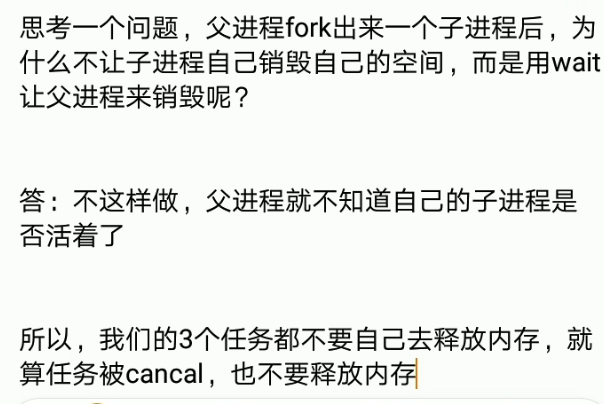 思考一个问题，父进程fork出来一个子进程后，为
什么不让子进程自己销毁自己的空间，而是用wait
让父进程来销毁呢？
答：不这样做，父进程就不知道自己的子进程是
否活着了
所以，我们的3个任务都不要自己去释放内存，就
算任务被cancal，也不要释放内存